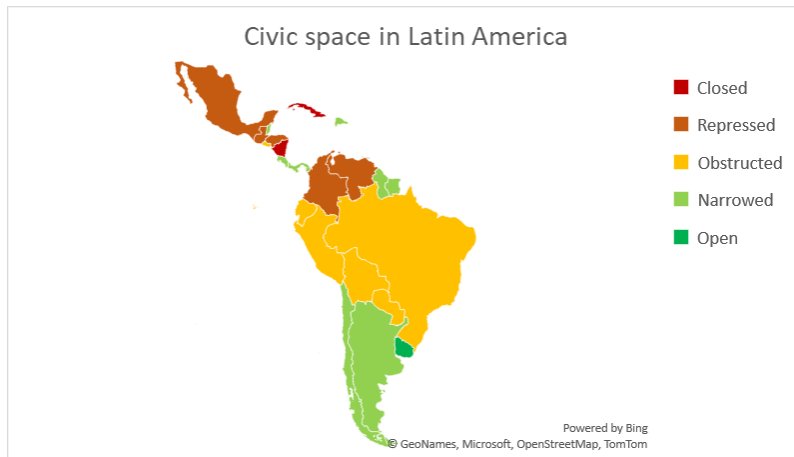 Civic space in Latin America
Closed
Repressed
Obstructed
Narrowed
Open
Powered by Bing
© GeoNames, Microsoft, OpenStreetMap, TomTom